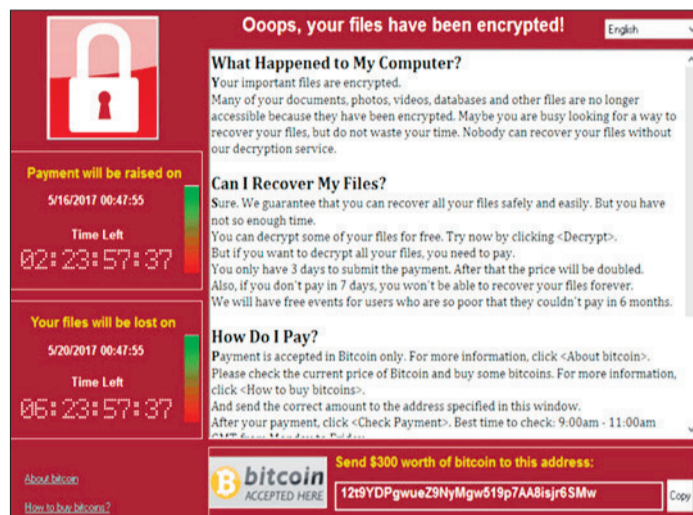 Ooops, your files have been encrypted!
English
What Happened to My Computer?
Your important files are encrypted.
Many of your documents, photos, videos, databases and other files are no longer
accessible because they have been encrypted. Maybe you are busy looking for a way to
recover your files, but do not waste your time. Nobody can recover your files without
our decryption service.
Can I Recover My Files?
Sure. We guarantee that you can recover all your files safely and easily. But you have
not so enough time.
You can decrypt some of your files for free. Try now by clicking <Decrypt>.
But if you want to decrypt all your files, you need to pay.
You only have 3 days to submit the payment. After that the price will be doubled.
Also, if you don't pay in 7 days, you won't be able to recover your files forever.
We will have free events for users who are so poor that they couldn't pay in 6 months.
How Do I Pay?
Payment is accepted in Bitcoin only. For more information, click <About bitcoin>.
Please check the current price of Bitcoin and buy some bitcoins. For more information,
click <How to buy bitcoins>.
And send the correct amount to the address specified in this window.
After your payment, click <Check Payment>. Best time to check: 9:00am - 11:00am
GMT from Monday to Friday.
Payment will be raised on
5/16/2017 00:47:55
Time Left
02:23:57:37
Your files will be lost on
5/20/2017 00:47:55
Time Left
06:23:57:37
About bitcoin
How to buy bitcoins?
bitcoin
ACCEPTED HERE
Send $300 worth of bitcoin to this address:
12t9YDPgwueZ9NyMgw519p7AA8isjr6SMw
Copy